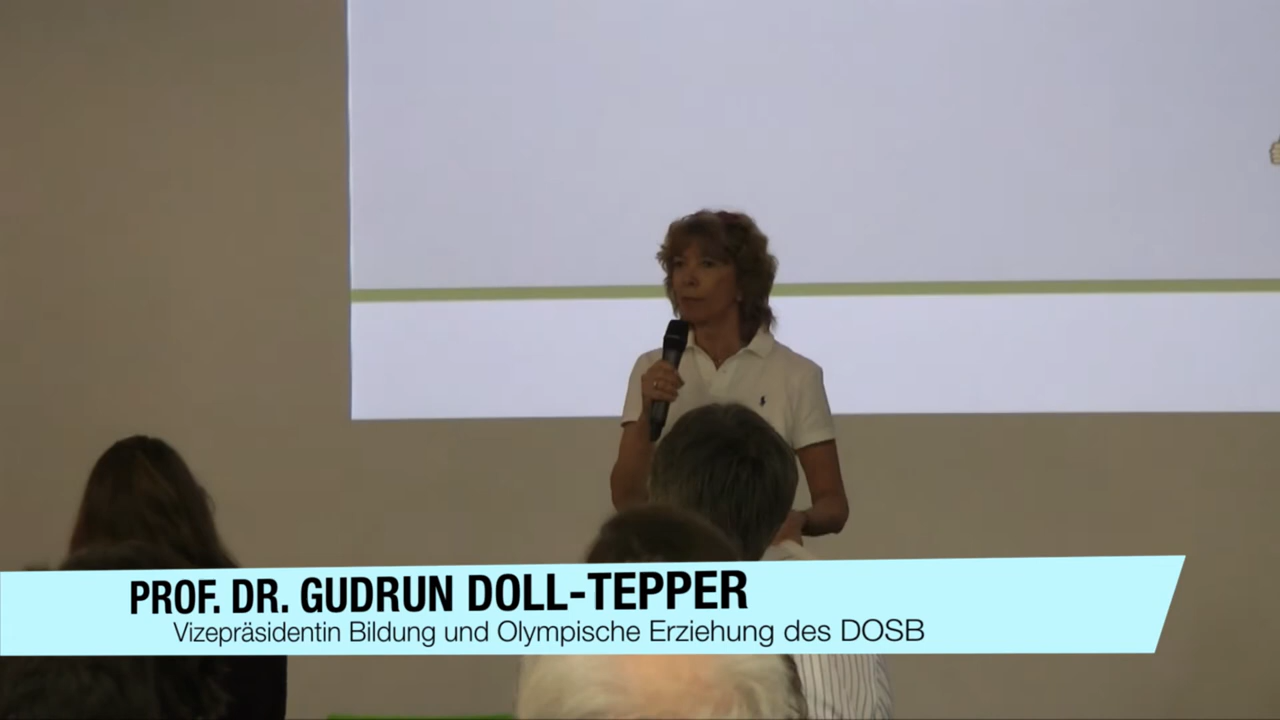 PROF. DR. GUDRUN DOLL-TEPPER
Vizepräsidentin Bildung und Olympische Erziehung des DOSB